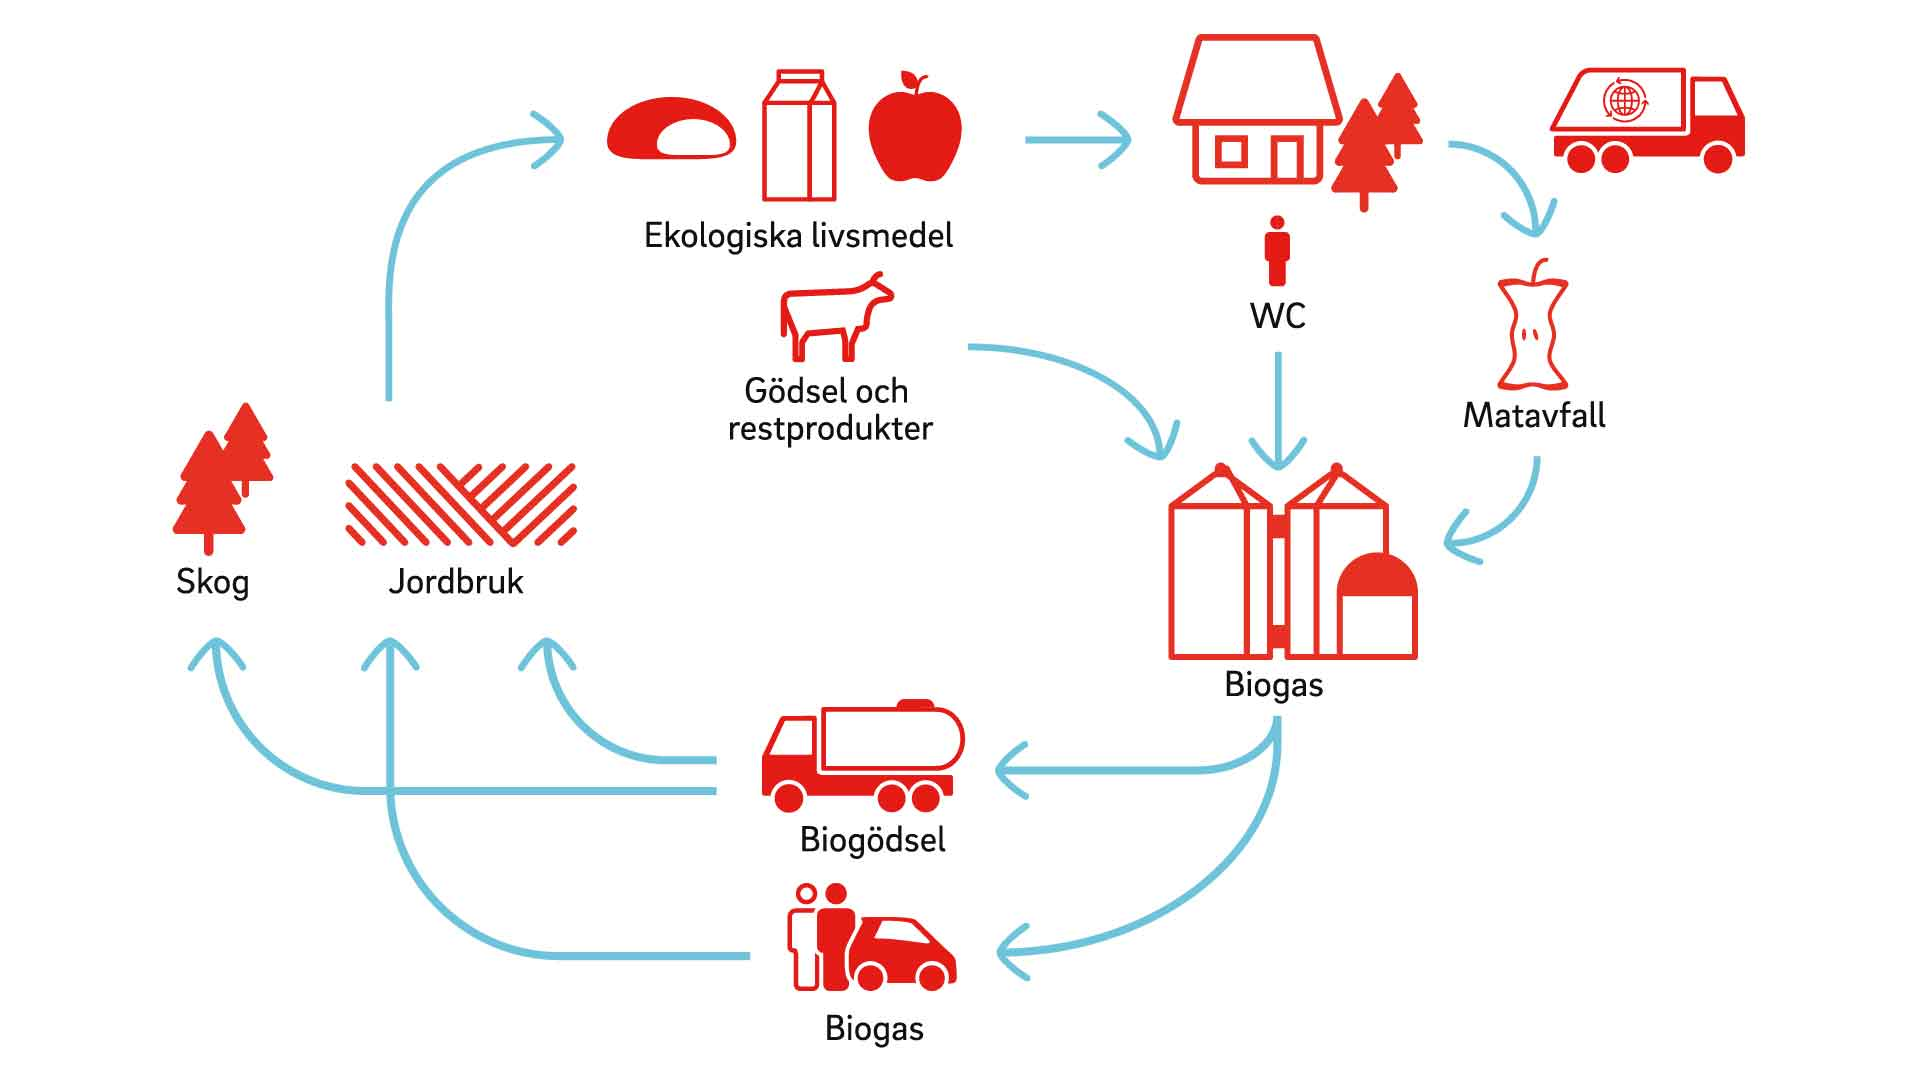 Ekologiska livsmedel
WC
Gödsel och
restprodukter
Matavfall
Skog
Jordbruk
Biogas
Biogödsel
Biogas